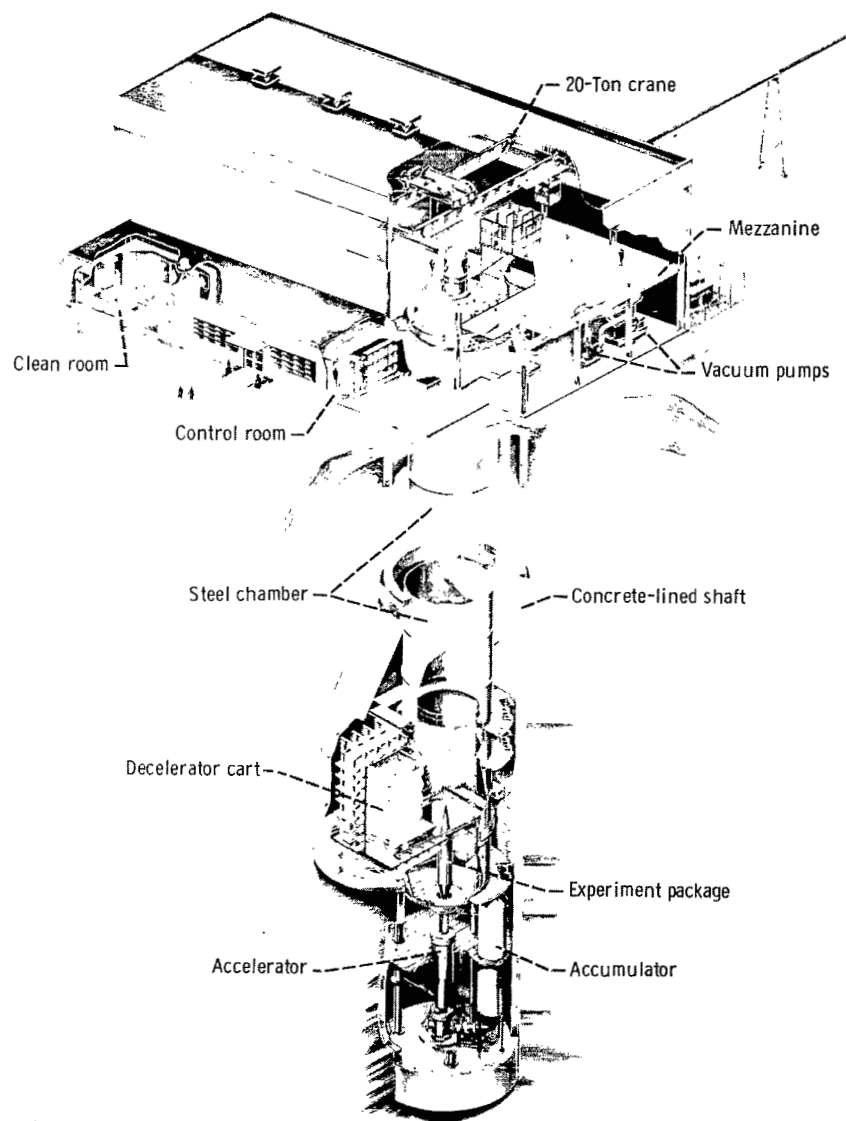 20-Ton crane
Mezzanine
Clean room
Vacuum pumps
Control room
Steel chamber
Concrete-lined shaft
Decelerator cart
Experiment package
Accelerator
Accumulator